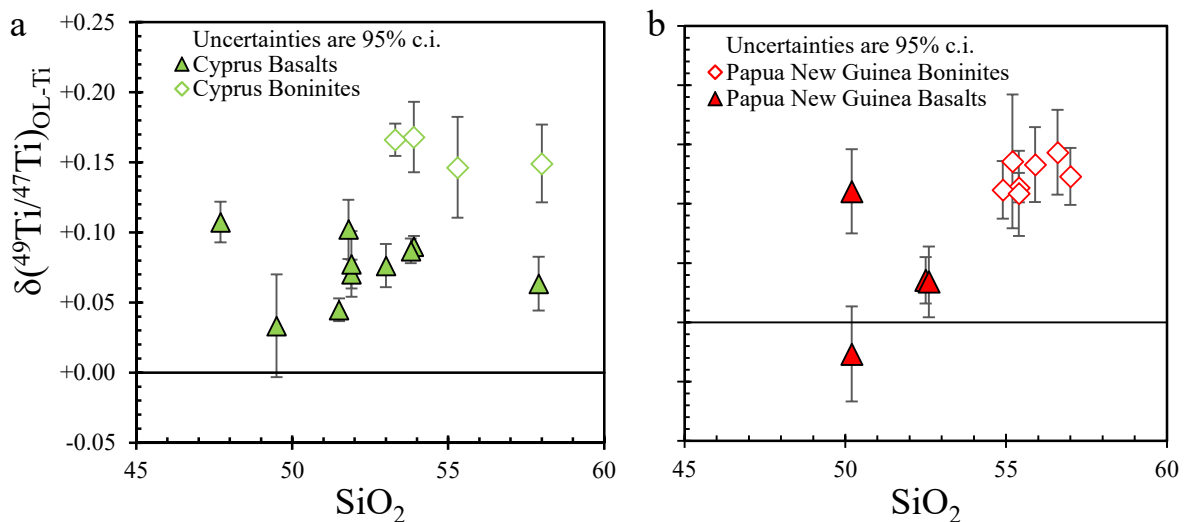 a
+0.25
+0.20
+0.15
+0.10
+0.05
+0.00
-0.05
δ(⁴⁹Ti/⁴⁷Ti)OL-Ti
Uncertainties are 95% c.i.
Cyprus Basalts
Cyprus Boninites
45 50 55 60
SiO₂
b
Uncertainties are 95% c.i.
Papua New Guinea Boninites
Papua New Guinea Basalts
45 50 55 60
SiO₂